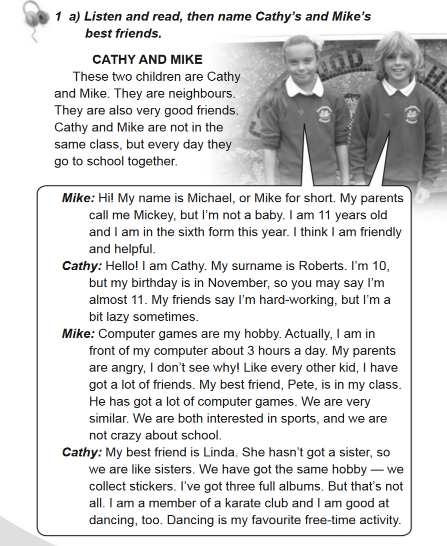 1 a) Listen and read, then name Cathy's and Mike's
best friends.
CATHY AND MIKE
These two children are Cathy
and Mike. They are neighbours.
They are also very good friends.
Cathy and Mike are not in the
same class, but every day they
go to school together.
Mike: Hi! My name is Michael, or Mike for short. My parents
call me Mickey, but I'm not a baby. I am 11 years old
and I am in the sixth form this year. I think I am friendly
and helpful.
Cathy: Hello! I am Cathy. My surname is Roberts. I'm 10,
but my birthday is in November, so you may say I'm
almost 11. My friends say I'm hard-working, but I'm a
bit lazy sometimes.
Mike: Computer games are my hobby. Actually, I am in
front of my computer about 3 hours a day. My parents
are angry, I don't see why! Like every other kid, I have
got a lot of friends. My best friend, Pete, is in my class.
He has got a lot of computer games. We are very
similar. We are both interested in sports, and we are
not crazy about school.
Cathy: My best friend is Linda. She hasn't got a sister, so
we are like sisters. We have got the same hobby — we
collect stickers. I've got three full albums. But that's not
all. I am a member of a karate club and I am good at
dancing, too. Dancing is my favourite free-time activity.